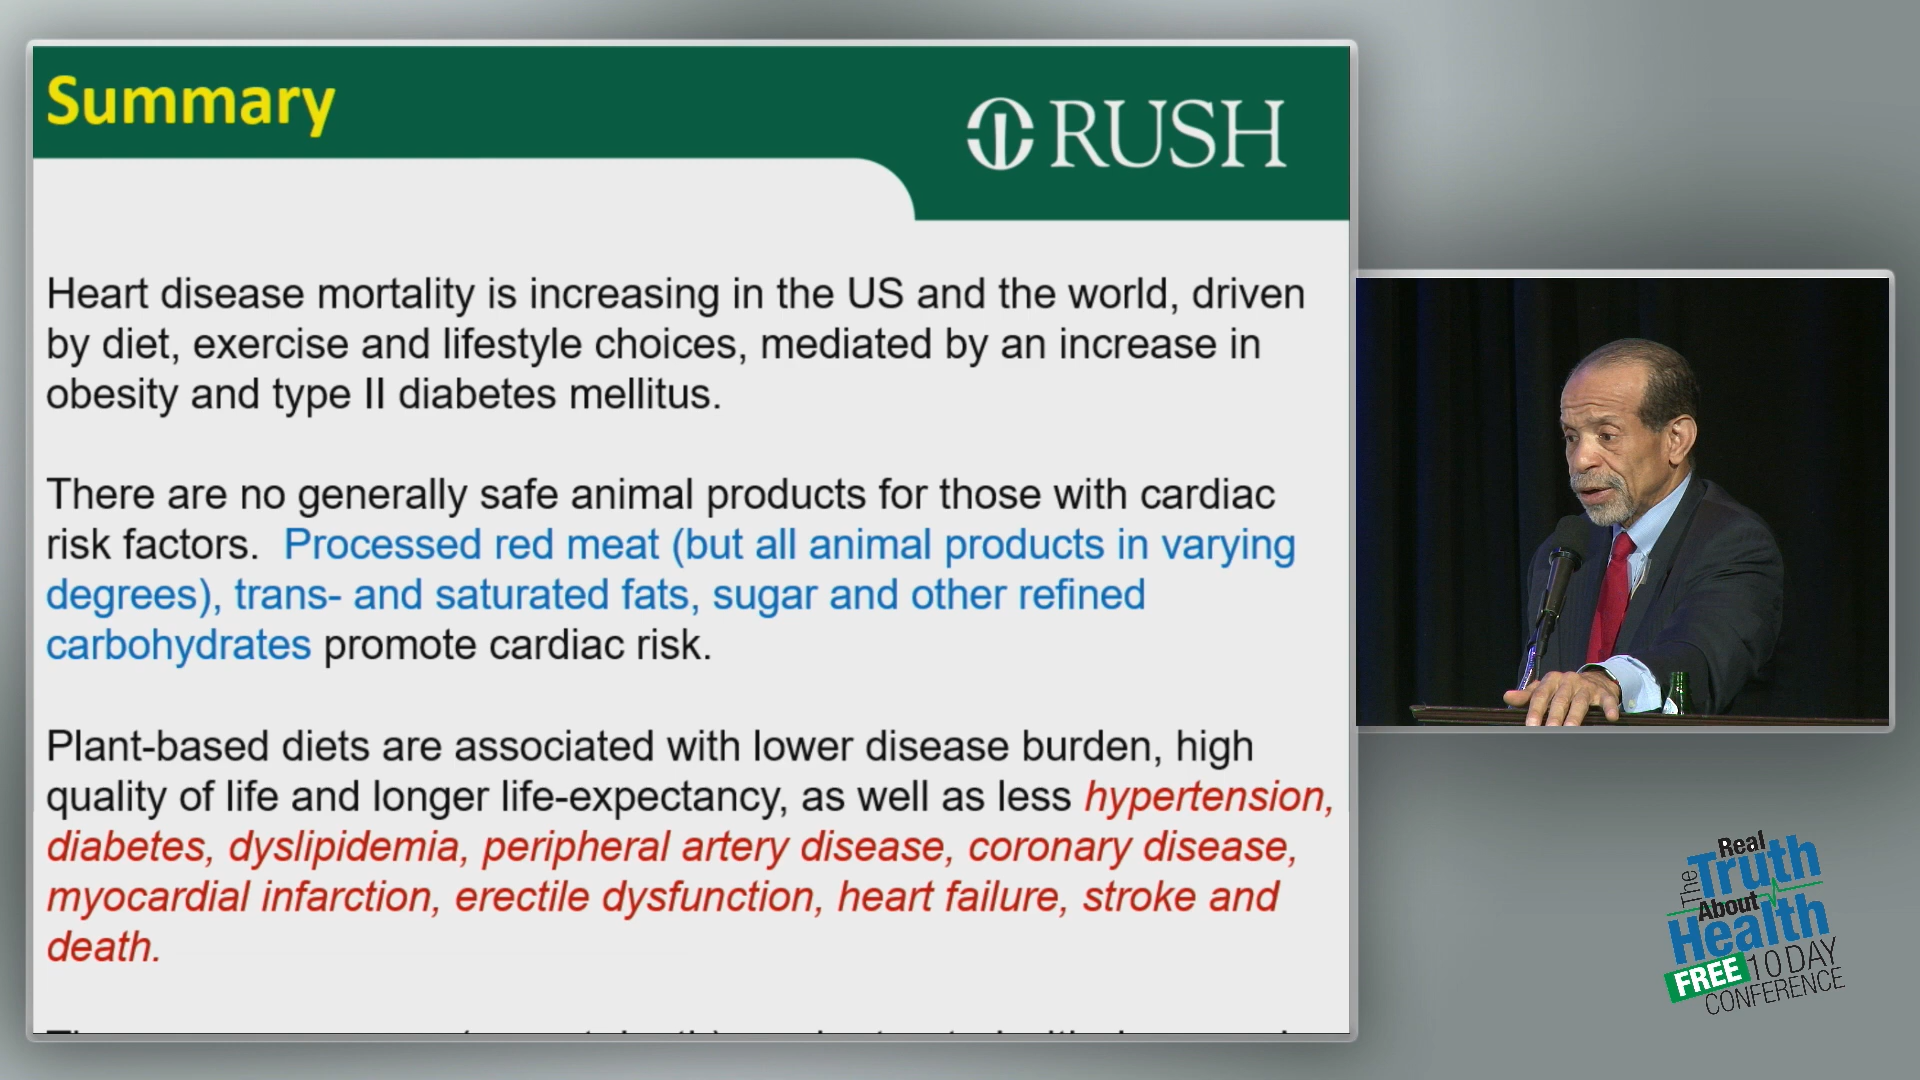 Summary
RUSH
Heart disease mortality is increasing in the US and the world, driven
by diet, exercise and lifestyle choices, mediated by an increase in
obesity and type II diabetes mellitus.
There are no generally safe animal products for those with cardiac
risk factors. Processed red meat (but all animal products in varying
degrees), trans- and saturated fats, sugar and other refined
carbohydrates promote cardiac risk.
Plant-based diets are associated with lower disease burden, high
quality of life and longer life-expectancy, as well as less hypertension,
diabetes, dyslipidemia, peripheral artery disease, coronary disease,
myocardial infarction, erectile dysfunction, heart failure, stroke and
death.
The Real
Truth
About
Health
FREE 10 DAY
CONFERENCE